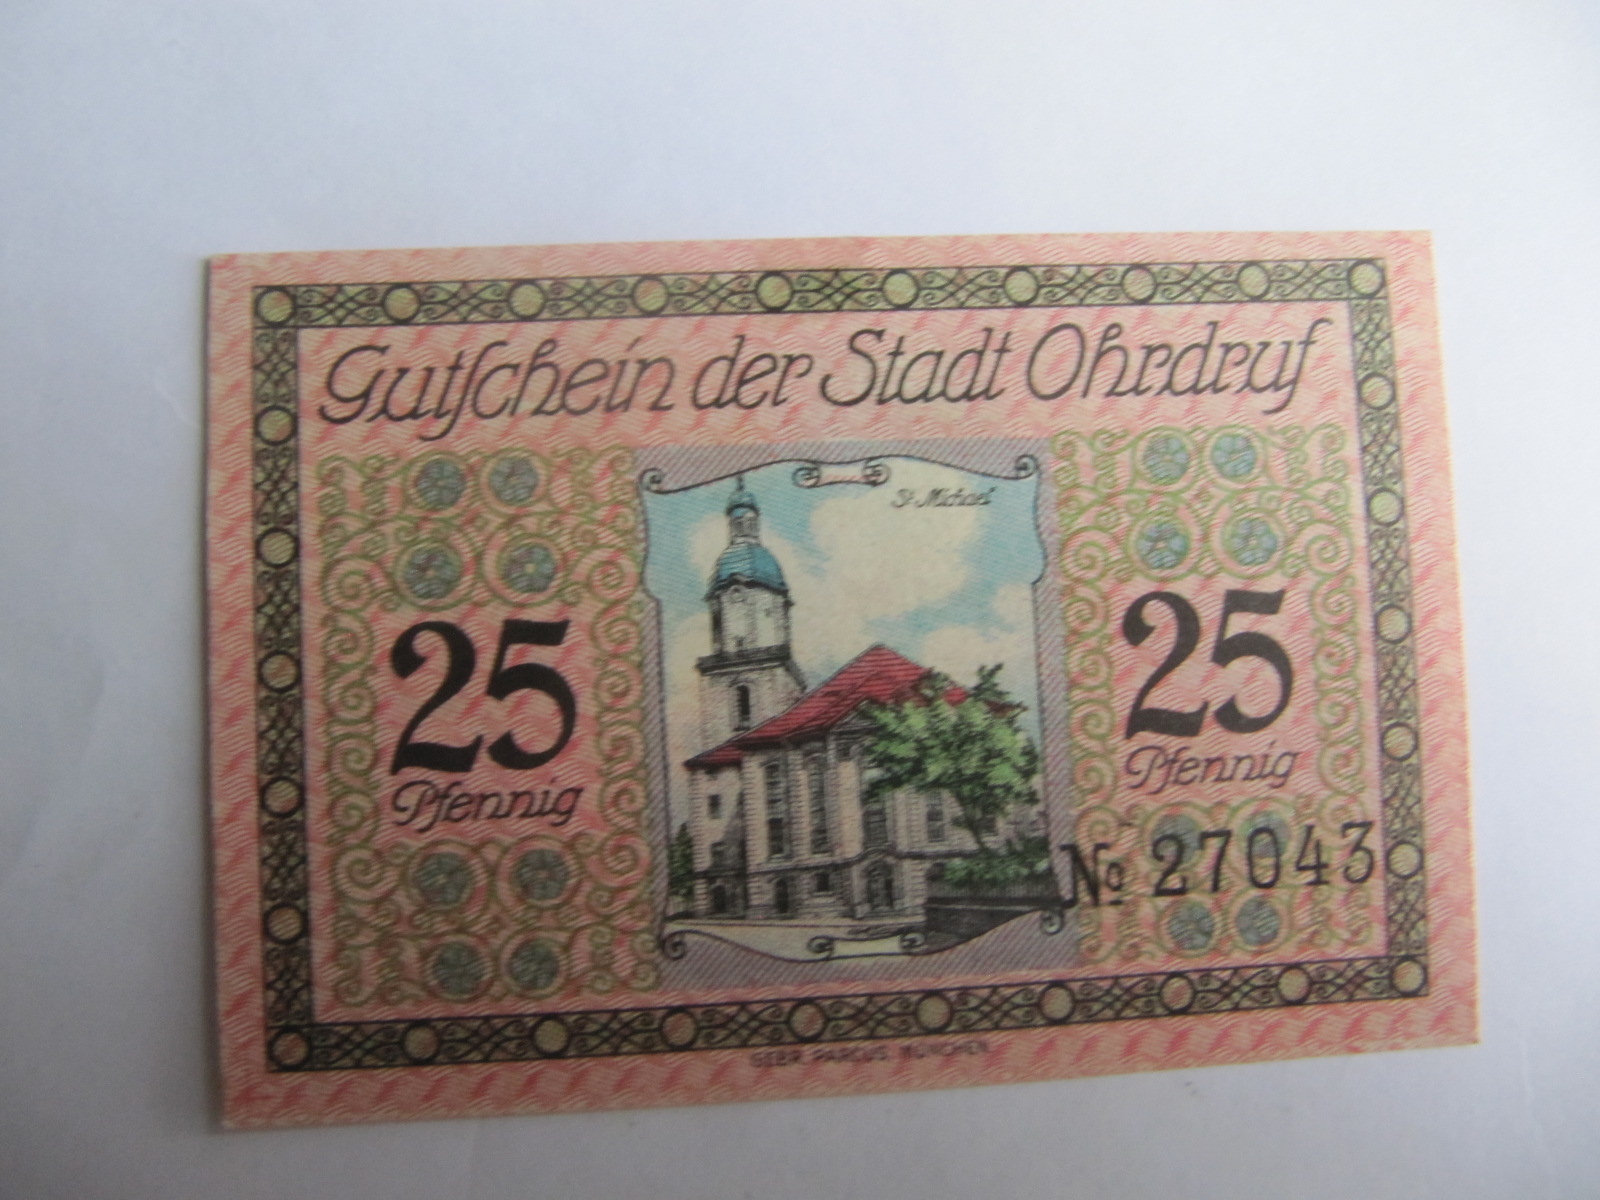 Gutschein der Stadt Ohrdruf
St. Michael
25
Pfennig
25
Pfennig
No 27043
GEBR. PARCUS, MÜNCHEN.